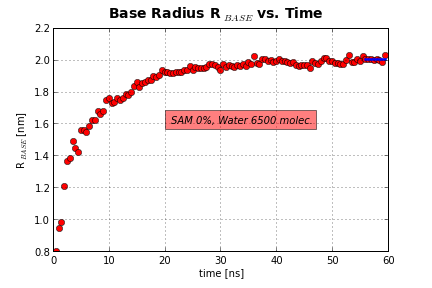 Base Radius R BASE vs. Time
2.2
2.0
1.8
1.6
1.4
1.2
1.0
0.8
R BASE [nm]
SAM 0%, Water 6500 molec.
0 10 20 30 40 50 60
time [ns]